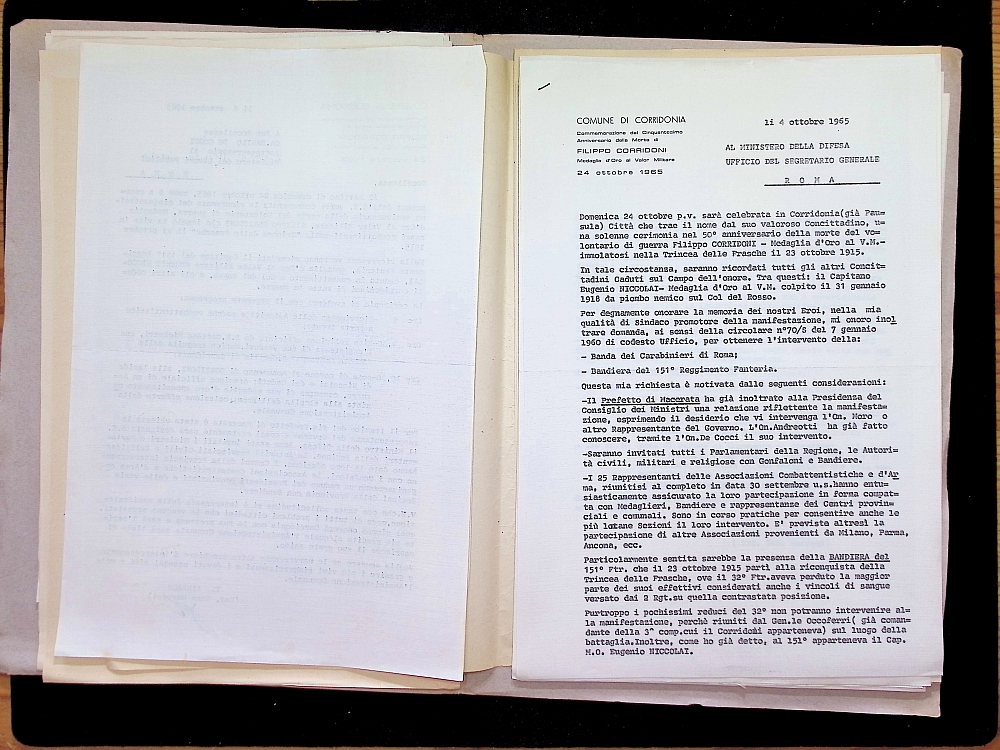 COMUNE DI CORRIDONIA
Commemorazione del Cinquantesimo
Anniversario della Morte di
FILIPPO CORRIDONI
Medaglia d'Oro al Valor Militare
24 ottobre 1965
li 4 ottobre 1965
AL MINISTERO DELLA DIFESA
UFFICIO DEL SEGRETARIO GENERALE
R O M A
Domenica 24 ottobre p.v. sarà celebrata in Corridonia(già Pau=
sula) Città che trae il nome dal suo valoroso Concittadino, u=
na solenne cerimonia nel 50° anniversario della morte del vo=
lontario di guerra Filippo CORRIDONI - Medaglia d'Oro al V.M.-
immolatosi nella Trincea delle Frasche il 23 ottobre 1915.
In tale circostanza, saranno ricordati tutti gli altri Concit=
tadini Caduti sul Campo dell'onore. Tra questi: il Capitano
Eugenio NICCOLAI- Medaglia d'Oro al V.M. colpito il 31 gennaio
1918 da piombo nemico sul Col del Rosso.
Per degnamente onorare la memoria dei nostri Eroi, nella mia
qualità di Sindaco promotore della manifestazione, mi onoro inol
trare domanda, ai sensi della circolare n°70/S del 7 gennaio
1960 di codesto Ufficio, per ottenere l'intervento della:
- Banda dei Carabinieri di Roma;
- Bandiera del 151° Reggimento Fanteria.
Questa mia richiesta è motivata dalle seguenti considerazioni:
-Il Prefetto di Macerata ha già inoltrato alla Presidenza del
Consiglio dei Ministri una relazione riflettente la manifesta=
zione, esprimendo il desiderio che vi intervenga l'On. Moro o
altro Rappresentante del Governo. L'On.Andreotti ha già fatto
conoscere, tramite l'On.De Cocci il suo intervento.
-Saranno invitati tutti i Parlamentari della Regione, le Autori=
tà civili, militari e religiose con Gonfaloni e Bandiere.
-I 25 Rappresentanti delle Associazioni Combattentistiche e d'Ar
ma, riunitisi al completo in data 30 settembre u.s.hanno entu=
siasticamente assicurato la loro partecipazione in forma compat=
ta con Medaglieri, Bandiere e rappresentanze dei Centri provin=
ciali e comunali. Sono in corso pratiche per consentire anche le
più lotane Sezioni il loro intervento. E' prevista altresì la
partecipazione di altre Associazioni provenienti da Milano, Parma,
Ancona, ecc.
Particolarmente sentita sarebbe la presenza della BANDIERA del
151° Ftr. che il 23 ottobre 1915 partì alla riconquista della
Trincea delle Frasche, ove il 32° Ftr.aveva perduto la maggior
parte dei suoi effettivi considerati anche i vincoli di sangue
versato dai 2 Rgt.su quella contrastata posizione.
Purtroppo i pochissimi reduci del 32° non potranno intervenire al=
la manifestazione, perchè riuniti dal Gen.le Occoferri( già coman=
dante della 3^ comp.cui il Corridoni apparteneva) sul luogo della
battaglia.Inoltre, come ho già detto, al 151° apparteneva il Cap.
M.O. Eugenio NICCOLAI.